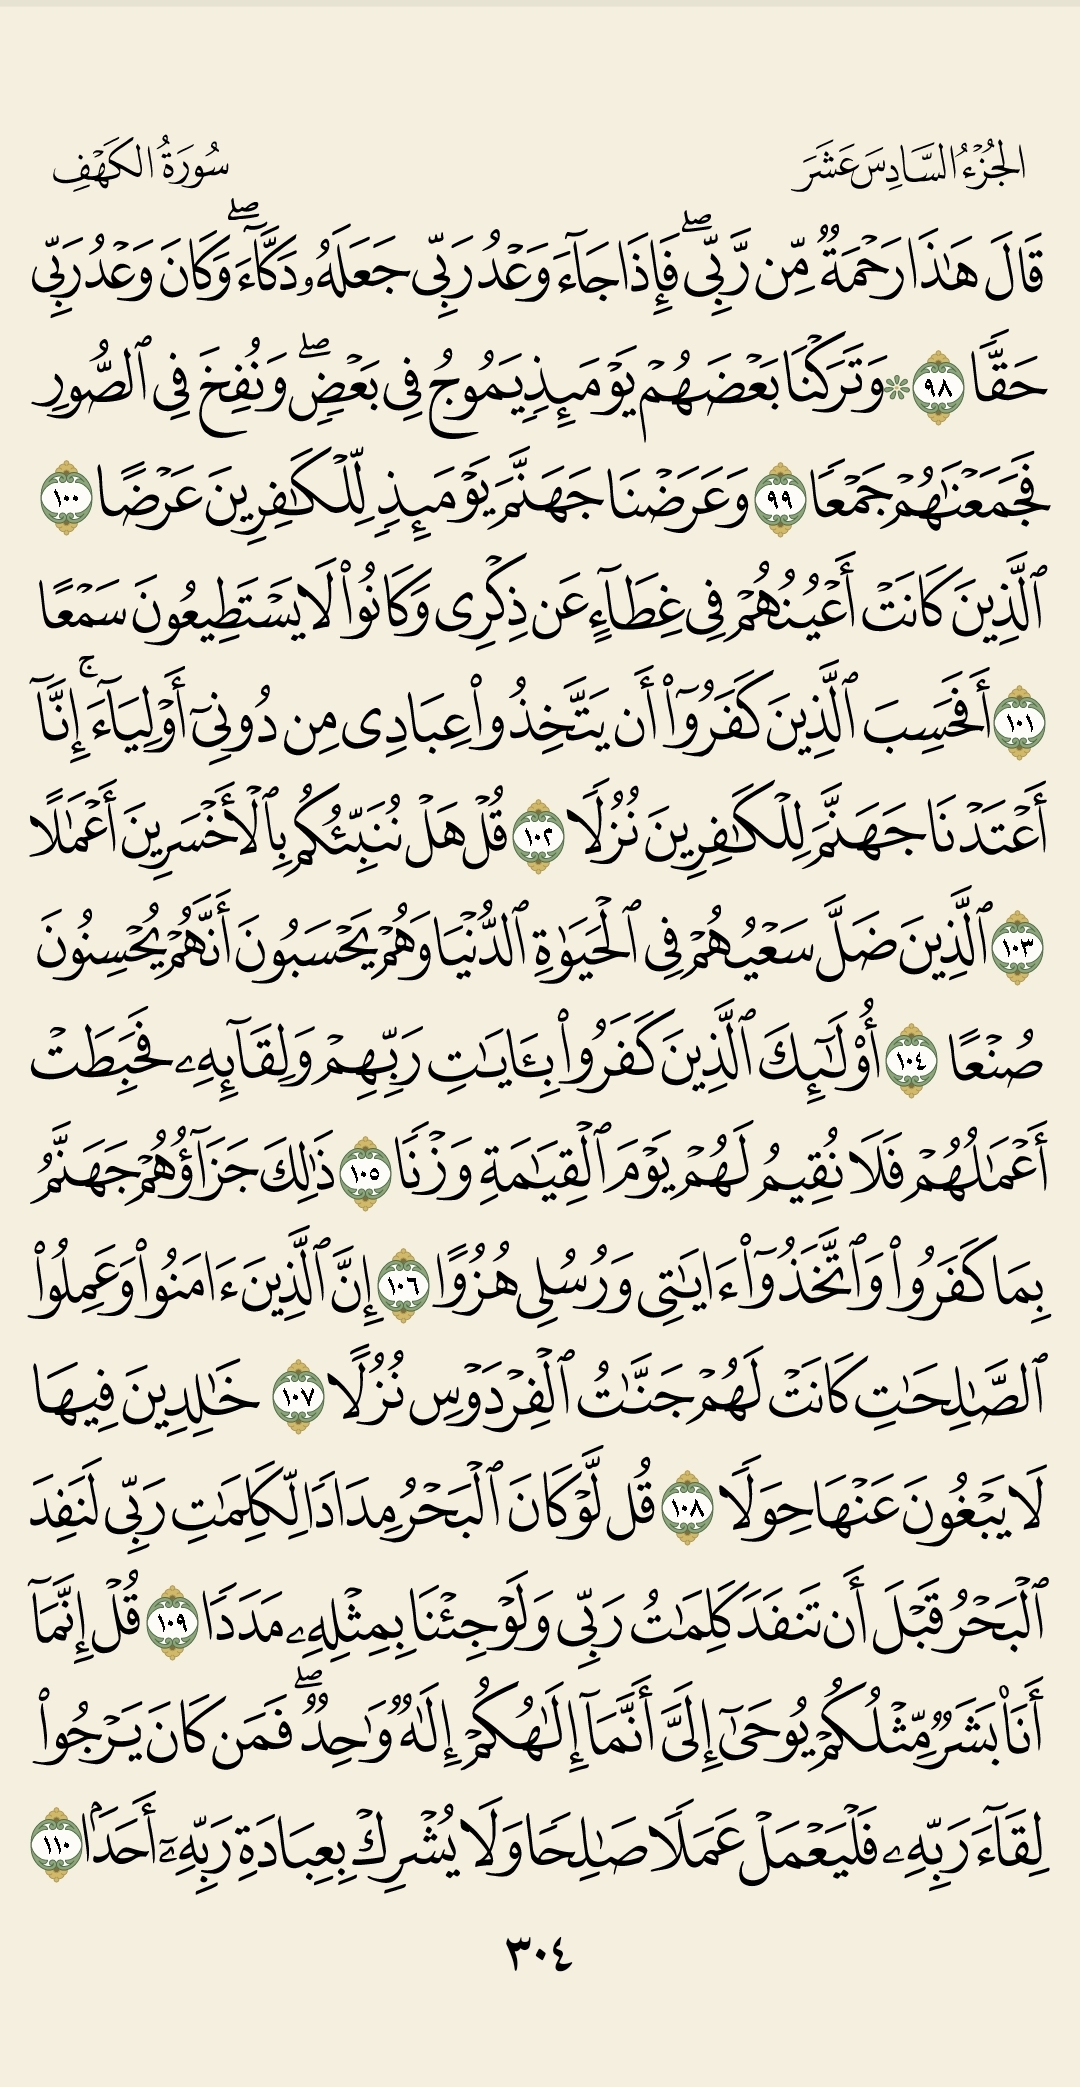 الجُزْءُ السَّادِسَ عَشَرَ
سُورَةُ الكَهْفِ
قَالَ هَٰذَا رَحْمَةٌ مِّن رَّبِّي ۖ فَإِذَا جَآءَ وَعْدُ رَبِّي جَعَلَهُۥ دَكَّآءَ ۖ وَكَانَ وَعْدُ رَبِّي
حَقًّا ٩٨ ۞ وَتَرَكْنَا بَعْضَهُمْ يَوْمَئِذٍ يَمُوجُ فِي بَعْضٍ ۖ وَنُفِخَ فِي ٱلصُّورِ
فَجَمَعْنَٰهُمْ جَمْعًا ٩٩ وَعَرَضْنَا جَهَنَّمَ يَوْمَئِذٍ لِّلْكَٰفِرِينَ عَرْضًا ١٠٠
ٱلَّذِينَ كَانَتْ أَعْيُنُهُمْ فِي غِطَآءٍ عَن ذِكْرِي وَكَانُوا۟ لَا يَسْتَطِيعُونَ سَمْعًا
١٠١ أَفَحَسِبَ ٱلَّذِينَ كَفَرُوٓا۟ أَن يَتَّخِذُوا۟ عِبَادِي مِن دُونِيٓ أَوْلِيَآءَ ۚ إِنَّآ
أَعْتَدْنَا جَهَنَّمَ لِلْكَٰفِرِينَ نُزُلًا ١٠٢ قُلْ هَلْ نُنَبِّئُكُم بِٱلْأَخْسَرِينَ أَعْمَٰلًا
١٠٣ ٱلَّذِينَ ضَلَّ سَعْيُهُمْ فِي ٱلْحَيَوٰةِ ٱلدُّنْيَا وَهُمْ يَحْسَبُونَ أَنَّهُمْ يُحْسِنُونَ
صُنْعًا ١٠٤ أُو۟لَٰٓئِكَ ٱلَّذِينَ كَفَرُوا۟ بِـَٔايَٰتِ رَبِّهِمْ وَلِقَآئِهِۦ فَحَبِطَتْ
أَعْمَٰلُهُمْ فَلَا نُقِيمُ لَهُمْ يَوْمَ ٱلْقِيَٰمَةِ وَزْنًا ١٠٥ ذَٰلِكَ جَزَآؤُهُمْ جَهَنَّمُ
بِمَا كَفَرُوا۟ وَٱتَّخَذُوٓا۟ ءَايَٰتِي وَرُسُلِي هُزُوًا ١٠٦ إِنَّ ٱلَّذِينَ ءَامَنُوا۟ وَعَمِلُوا۟
ٱلصَّٰلِحَٰتِ كَانَتْ لَهُمْ جَنَّٰتُ ٱلْفِرْدَوْسِ نُزُلًا ١٠٧ خَٰلِدِينَ فِيهَا
لَا يَبْغُونَ عَنْهَا حِوَلًا ١٠٨ قُل لَّوْ كَانَ ٱلْبَحْرُ مِدَادًا لِّكَلِمَٰتِ رَبِّي لَنَفِدَ
ٱلْبَحْرُ قَبْلَ أَن تَنفَدَ كَلِمَٰتُ رَبِّي وَلَوْ جِئْنَا بِمِثْلِهِۦ مَدَدًا ١٠٩ قُلْ إِنَّمَآ
أَنَا۠ بَشَرٌ مِّثْلُكُمْ يُوحَىٰٓ إِلَيَّ أَنَّمَآ إِلَٰهُكُمْ إِلَٰهٌ وَٰحِدٌ ۖ فَمَن كَانَ يَرْجُوا۟
لِقَآءَ رَبِّهِۦ فَلْيَعْمَلْ عَمَلًا صَٰلِحًا وَلَا يُشْرِكْ بِعِبَادَةِ رَبِّهِۦٓ أَحَدًۢا ١١٠
٣٠٤